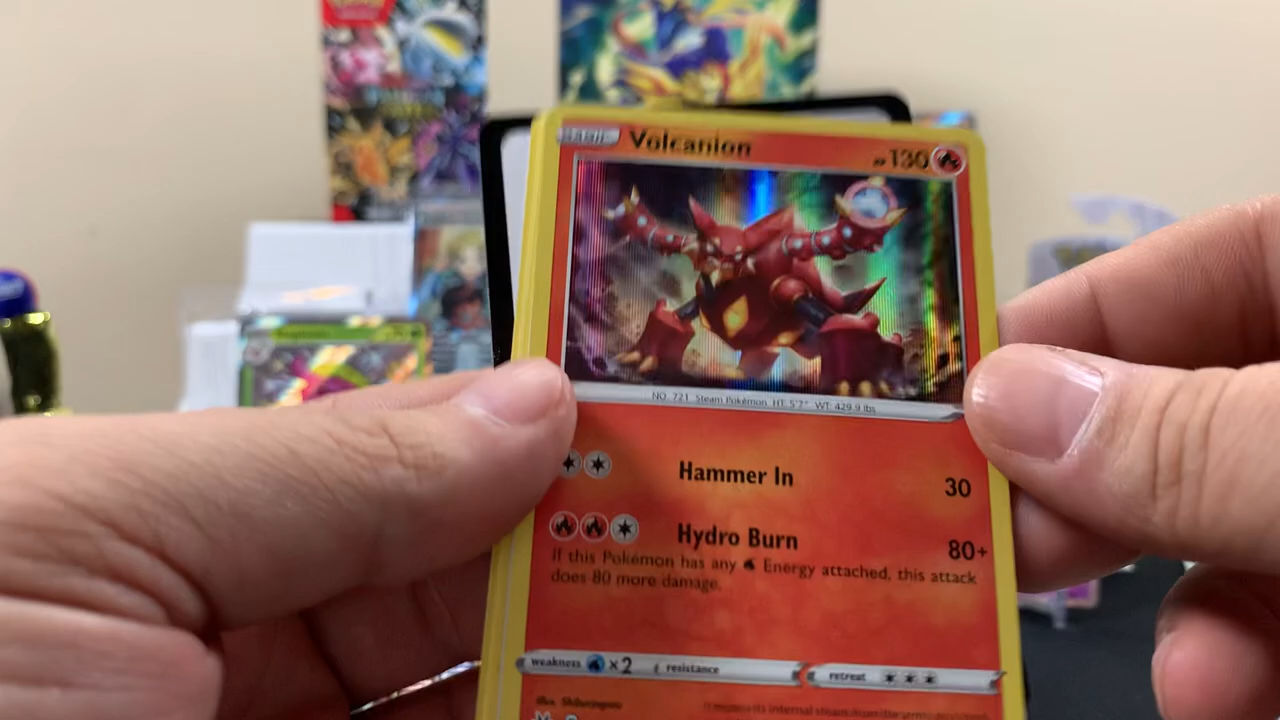 BASIC Volcanion HP 130
NO. 721 Steam Pokémon HT: 5'7" WT: 429.9 lbs
Hammer In 30
Hydro Burn 80+
If this Pokémon has any Energy attached, this attack
does 80 more damage.
weakness ×2 resistance retreat
illus. Shibuzoh.